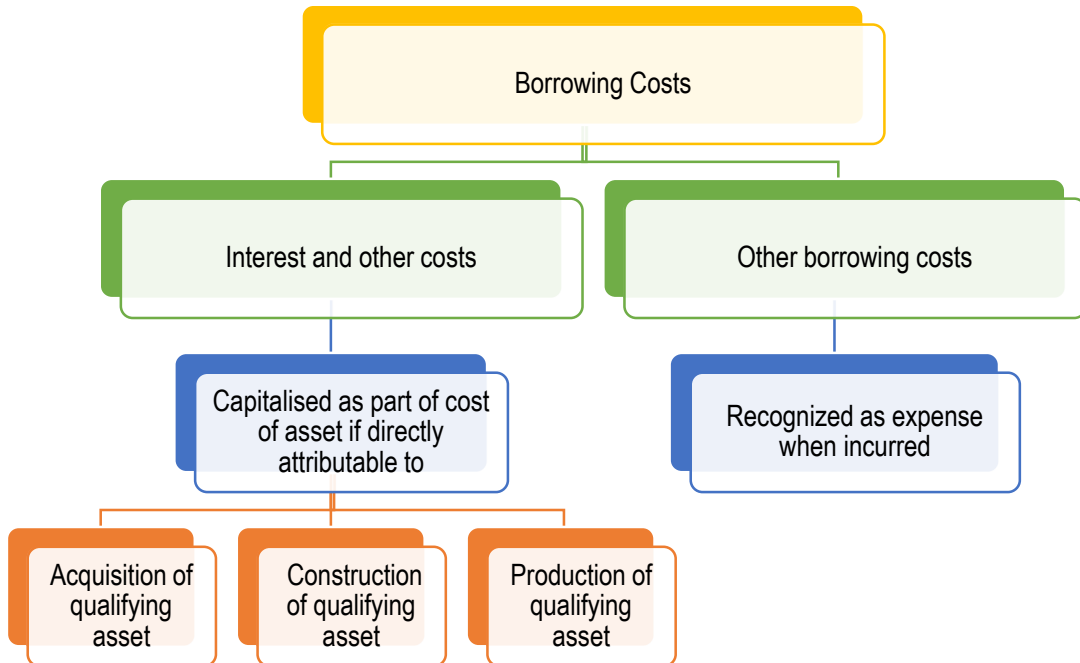 Borrowing Costs
Interest and other costs
Other borrowing costs
Capitalised as part of cost
of asset if directly
attributable to
Recognized as expense
when incurred
Acquisition of
qualifying
asset
Construction
of qualifying
asset
Production of
qualifying
asset